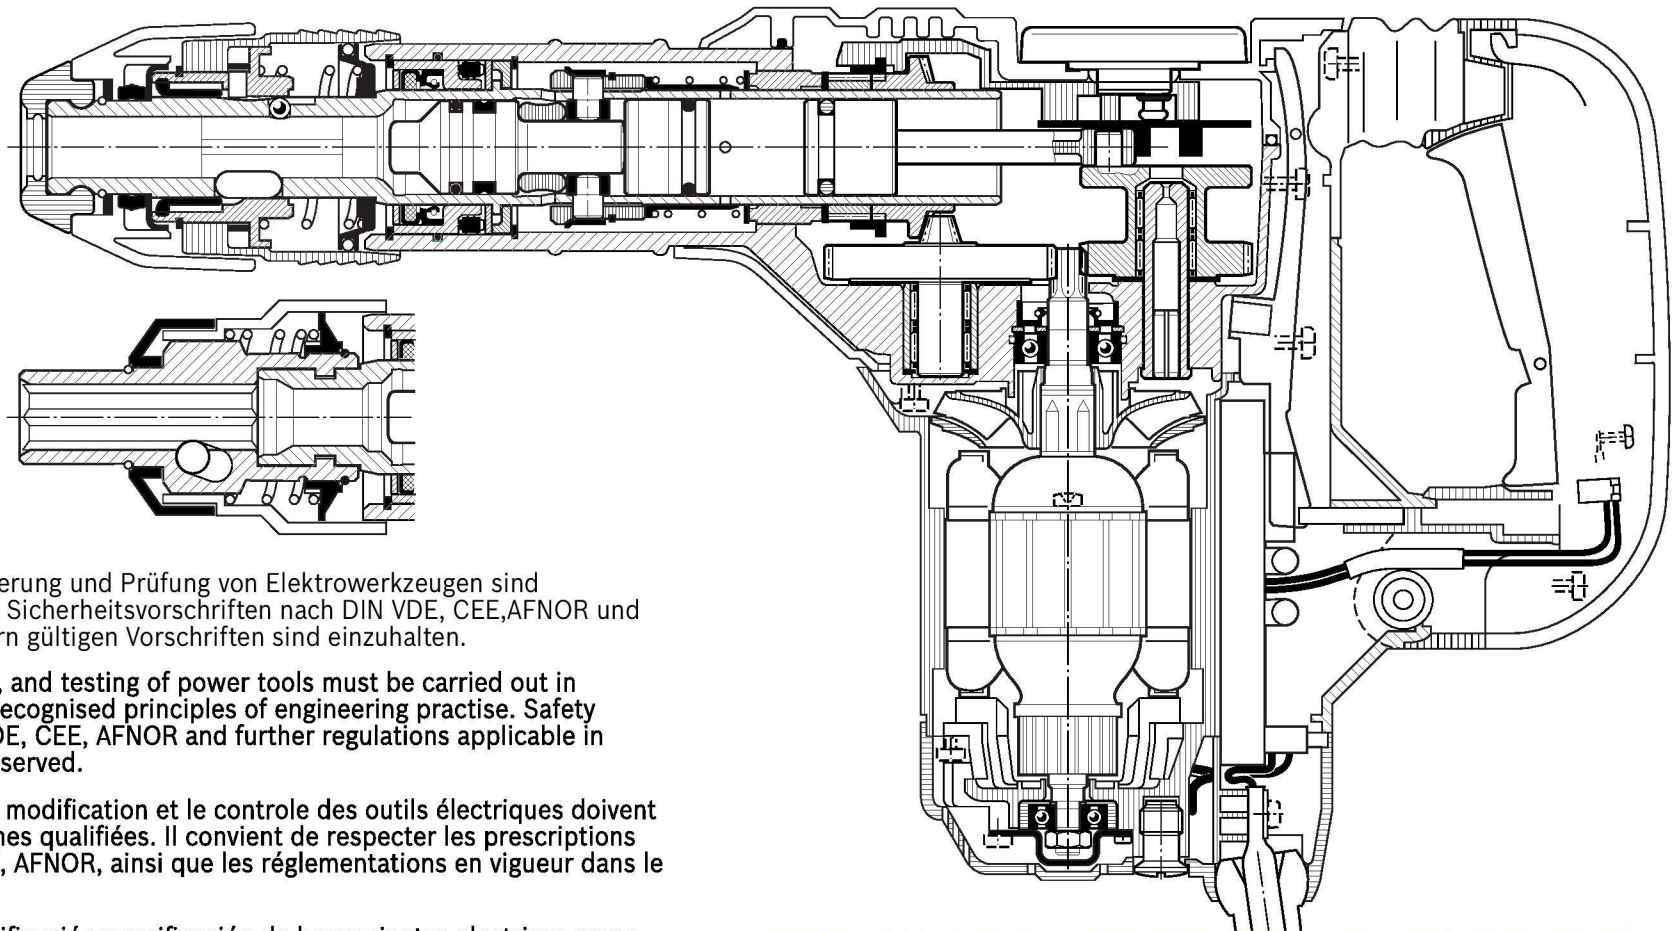 erung und Prüfung von Elektrowerkzeugen sind
Sicherheitsvorschriften nach DIN VDE, CEE,AFNOR und
rn gültigen Vorschriften sind einzuhalten.
, and testing of power tools must be carried out in
ecognised principles of engineering practise. Safety
DE, CEE, AFNOR and further regulations applicable in
served.
modification et le controle des outils électriques doivent
nes qualifiées. Il convient de respecter les prescriptions
, AFNOR, ainsi que les réglementations en vigueur dans le